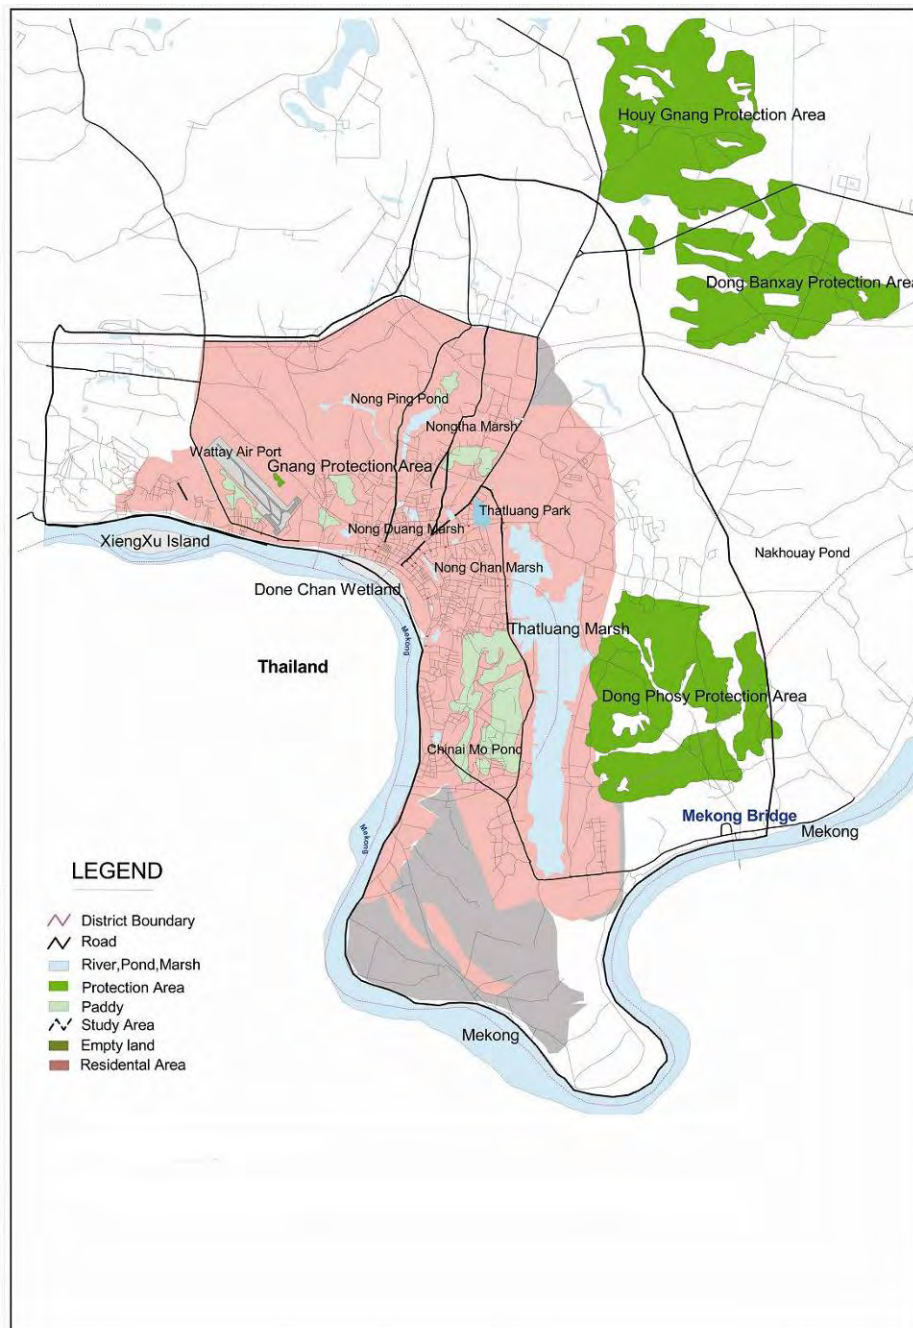 Houy Gnang Protection Area
Dong Banxay Protection Area
Nong Ping Pond
Nongtha Marsh
Wattay Air Port
Gnang Protection Area
Thatluang Park
Nong Duang Marsh
XiengXu Island
Nong Chan Marsh
Nakhouay Pond
Done Chan Wetland
Thatluang Marsh
Mekong
Thailand
Dong Phosy Protection Area
Chinai Mo Pond
Mekong Bridge
Mekong
Mekong
LEGEND
District Boundary
Road
River,Pond,Marsh
Protection Area
Paddy
Study Area
Empty land
Residental Area
Mekong